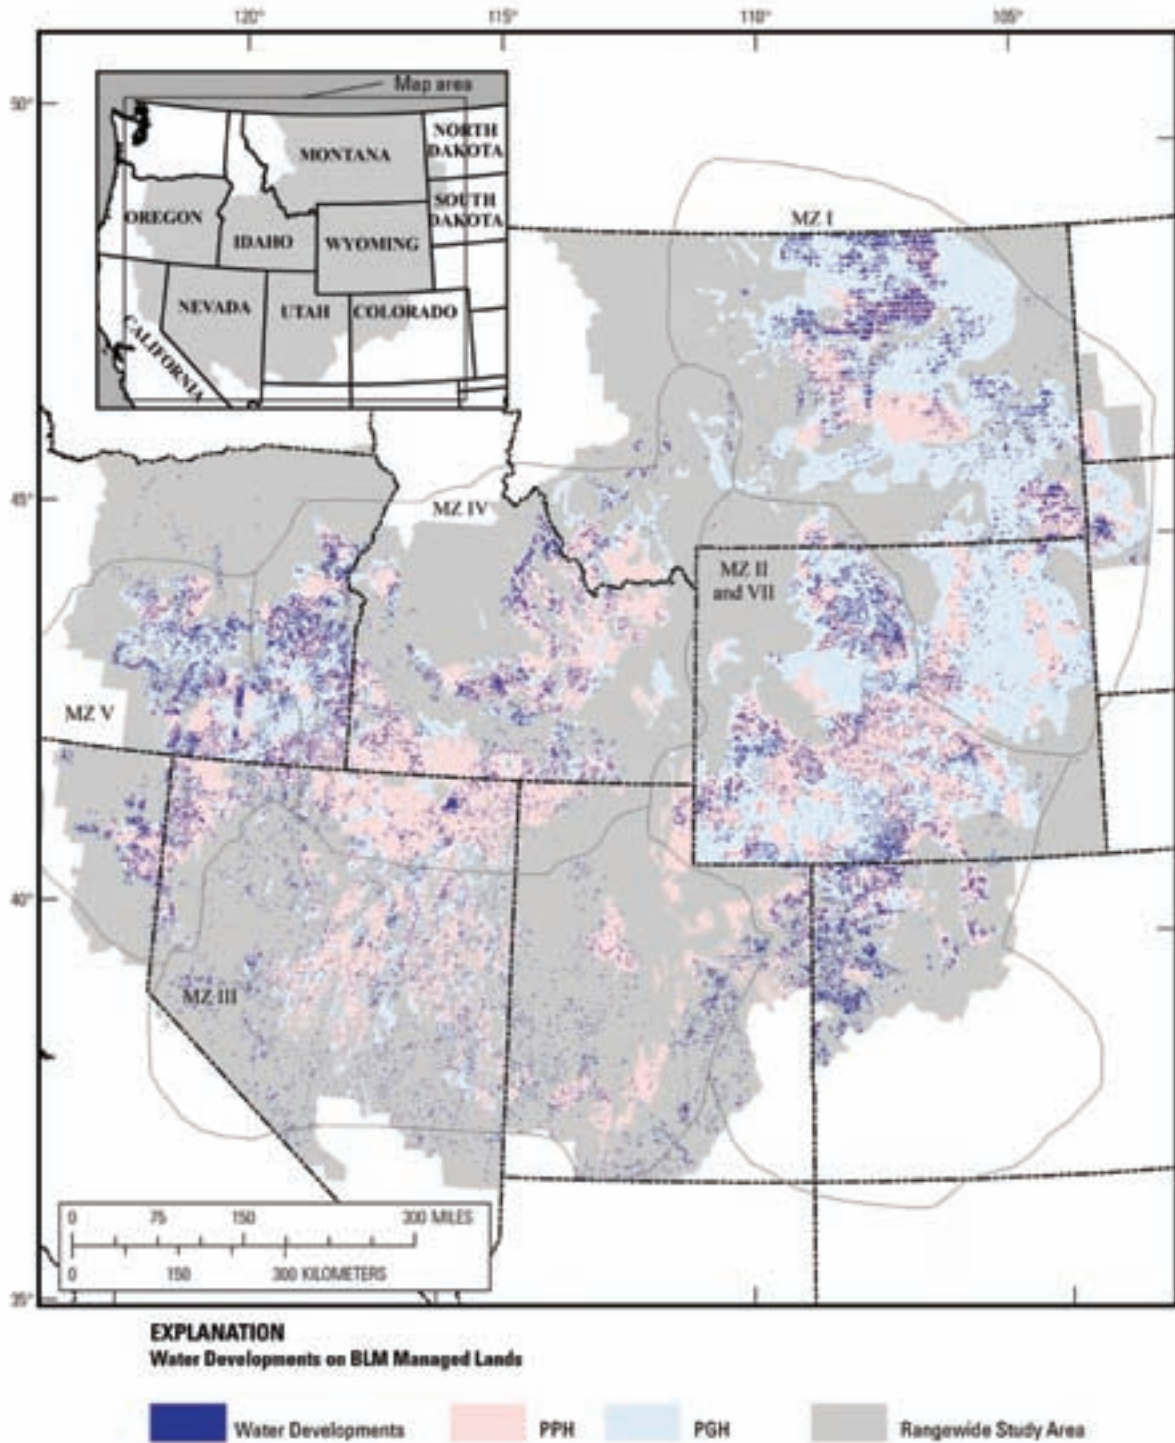 120° 115° 110° 105°
50°
Map area
NORTH
DAKOTA
MONTANA
SOUTH
DAKOTA
OREGON
IDAHO
WYOMING
NEVADA
UTAH
COLORADO
CALIFORNIA
MZ I
45°
MZ IV
MZ II
and VII
MZ V
40°
MZ III
0 75 150 300 MILES
0 150 300 KILOMETERS
35°
EXPLANATION
Water Developments on BLM Managed Lands
Water Developments PPH PGH Rangewide Study Area